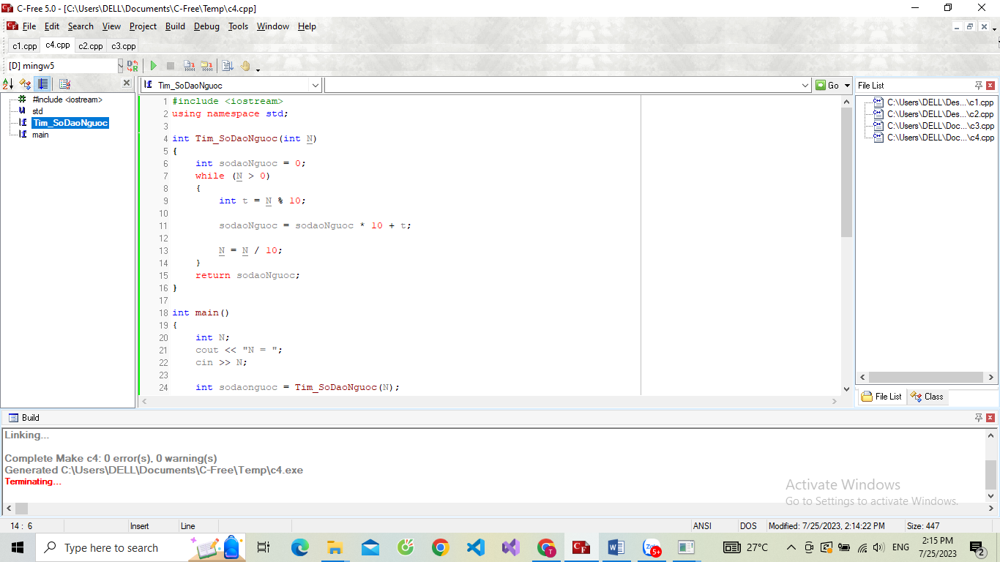 C-Free 5.0 - [C:\Users\DELL\Documents\C-Free\Temp\c4.cpp]
File Edit Search View Project Build Debug Tools Window Help
c1.cpp c4.cpp c2.cpp c3.cpp
[D] mingw5
Tim_SoDaoNguoc
Go
File List
#include <iostream>
std
Tim_SoDaoNguoc
main
1 #include <iostream>
2 using namespace std;
3
4 int Tim_SoDaoNguoc(int N)
5 {
6 int sodaoNguoc = 0;
7 while (N > 0)
8 {
9 int t = N % 10;
10
11 sodaoNguoc = sodaoNguoc * 10 + t;
12
13 N = N / 10;
14 }
15 return sodaoNguoc;
16 }
17
18 int main()
19 {
20 int N;
21 cout << "N = ";
22 cin >> N;
23
24 int sodaonguoc = Tim_SoDaoNguoc(N);
C:\Users\DELL\Des...\c1.cpp
C:\Users\DELL\Des...\c2.cpp
C:\Users\DELL\Doc...\c3.cpp
C:\Users\DELL\Doc...\c4.cpp
File List Class
Build
Linking...
Complete Make c4: 0 error(s), 0 warning(s)
Generated C:\Users\DELL\Documents\C-Free\Temp\c4.exe
Terminating...
Activate Windows
Go to Settings to activate Windows.
14 : 6 Insert Line ANSI DOS Modified: 7/25/2023, 2:14:22 PM Size: 447
Type here to search
5+
27°C
ENG
2:15 PM
7/25/2023
2